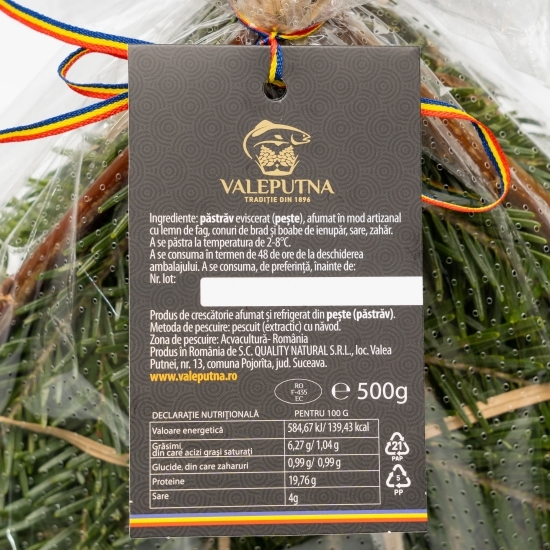 VALEPUTNA
TRADIȚIE DIN 1896
Ingrediente: păstrăv eviscerat (pește), afumat în mod artizanal
cu lemn de fag, conuri de brad și boabe de ienupăr, sare, zahăr.
A se păstra la temperatura de 2-8°C.
A se consuma în termen de 48 de ore de la deschiderea
ambalajului. A se consuma, de preferință, înainte de:
Nr. lot:
Produs de crescătorie afumat și refrigerat din pește (păstrăv).
Metoda de pescuire: pescuit (extractic) cu năvod.
Zona de pescuire: Acvacultură- România
Produs în România de S.C. QUALITY NATURAL S.R.L., loc. Valea
Putnei, nr. 13, comuna Pojorîta, jud. Suceava.
www.valeputna.ro
RO
F-435
EC
℮ 500g
DECLARAȚIE NUTRIȚIONALĂ PENTRU 100 G
Valoare energetică 584,67 kJ/ 139,43 kcal
Grăsimi, 6,27 g/ 1,04 g
din care acizi grași saturați
Glucide, din care zaharuri 0,99 g/ 0,99 g
Proteine 19,76 g
Sare 4g
21
PAP
5
PP